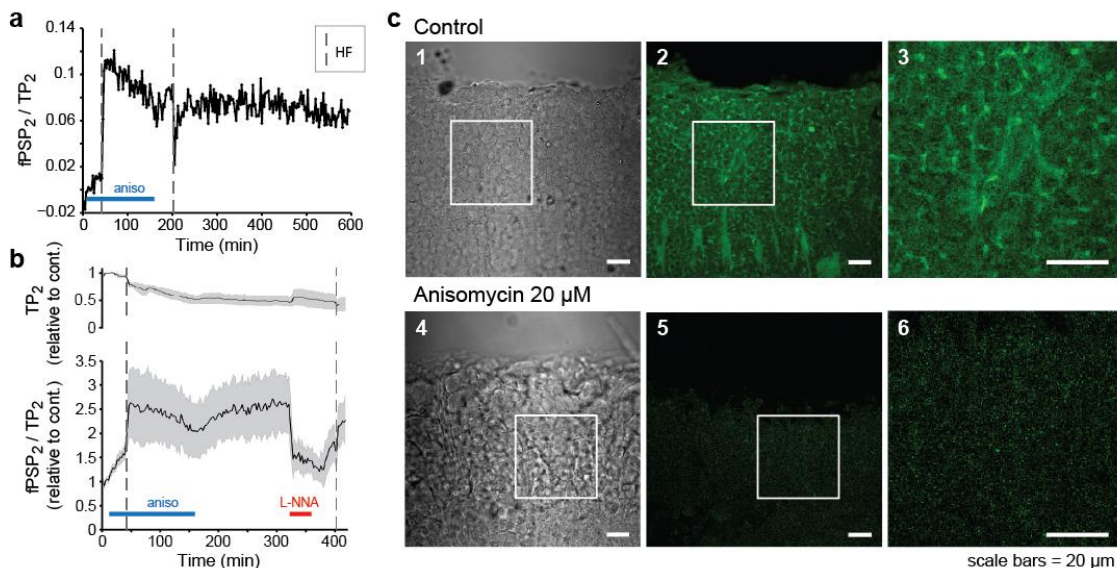 a
0.14
0.1
0.06
0.02
−0.02
fPSP2 / TP2
HF
aniso
0 100 200 300 400 500 600
Time (min)
b
1
0.5
0
TP2
(relative to cont.)
3.5
3
2.5
2
1.5
1
0.5
0
fPSP2 / TP2
(relative to cont.)
aniso
L-NNA
0 100 200 300 400
Time (min)
c
Control
1 2 3
Anisomycin 20 µM
4 5 6
scale bars = 20 µm